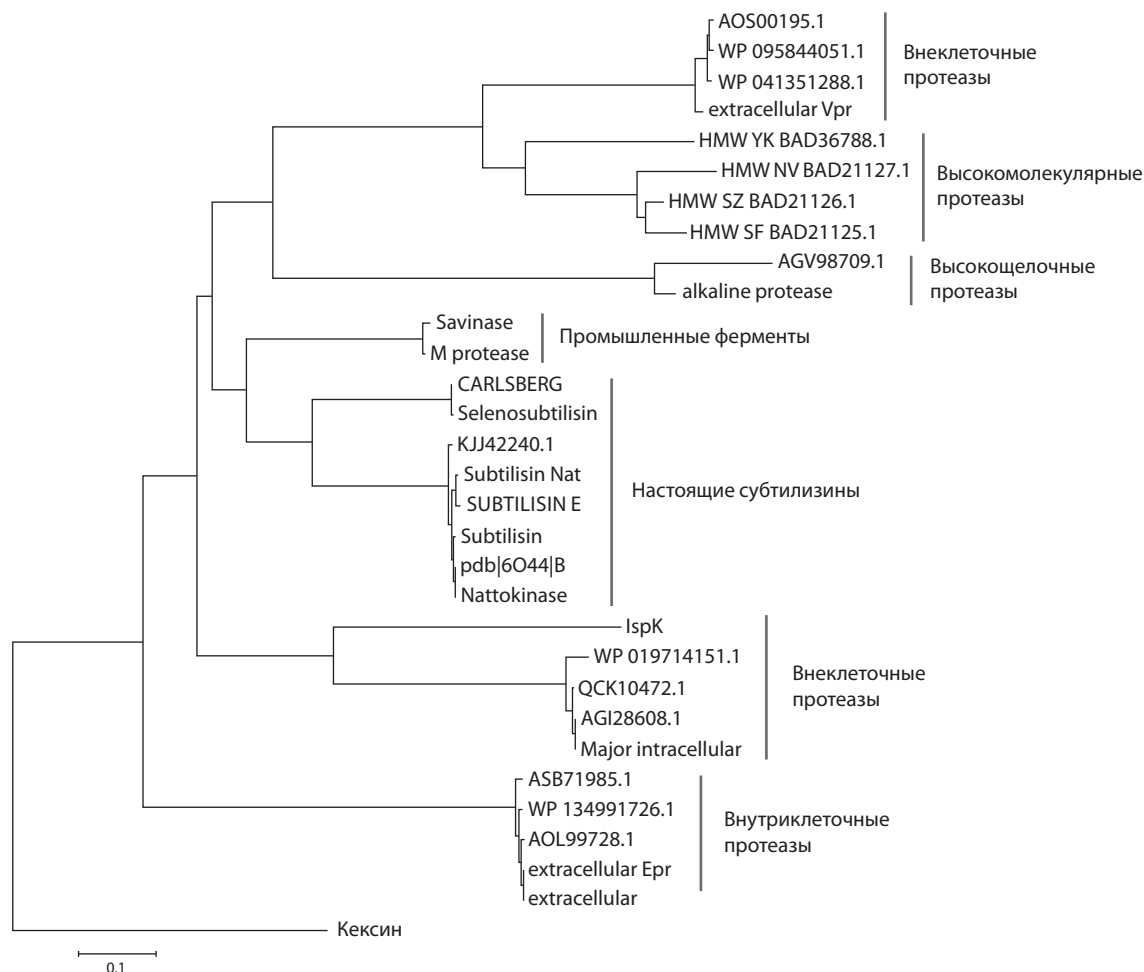 AOS00195.1
WP 095844051.1
WP 041351288.1
extracellular Vpr
Внеклеточные
протеазы
HMW YK BAD36788.1
HMW NV BAD21127.1
HMW SZ BAD21126.1
HMW SF BAD21125.1
Высокомолекулярные
протеазы
AGV98709.1
alkaline protease
Высокощелочные
протеазы
Savinase
M protease
Промышленные ферменты
CARLSBERG
Selenosubtilisin
KJJ42240.1
Subtilisin Nat
SUBTILISIN E
Subtilisin
pdb|6O44|B
Nattokinase
Настоящие субтилизины
IspK
WP 019714151.1
QCK10472.1
AGI28608.1
Major intracellular
Внеклеточные
протеазы
ASB71985.1
WP 134991726.1
AOL99728.1
extracellular Epr
extracellular
Внутриклеточные
протеазы
Кексин
0.1